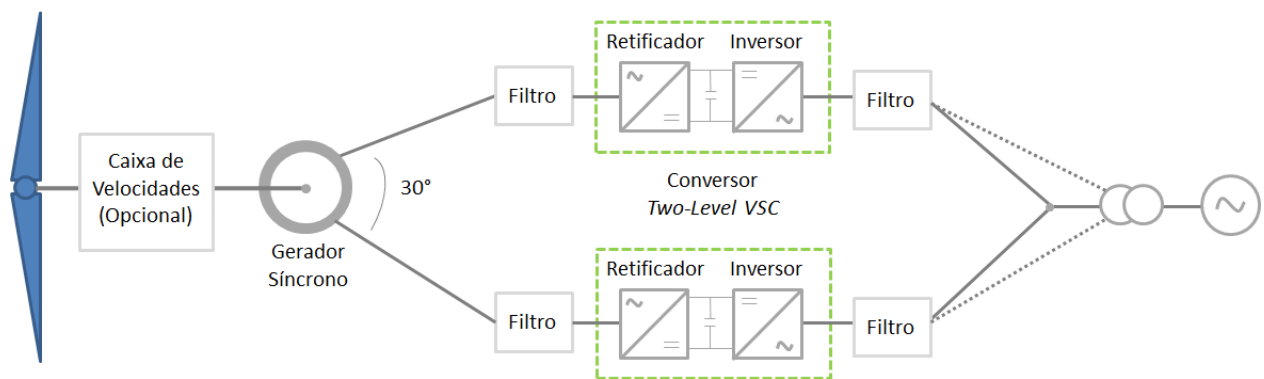 Retificador Inversor
Filtro
Filtro
Caixa de
Velocidades
(Opcional)
30°
Conversor
Two-Level VSC
Gerador
Síncrono
Retificador Inversor
Filtro
Filtro